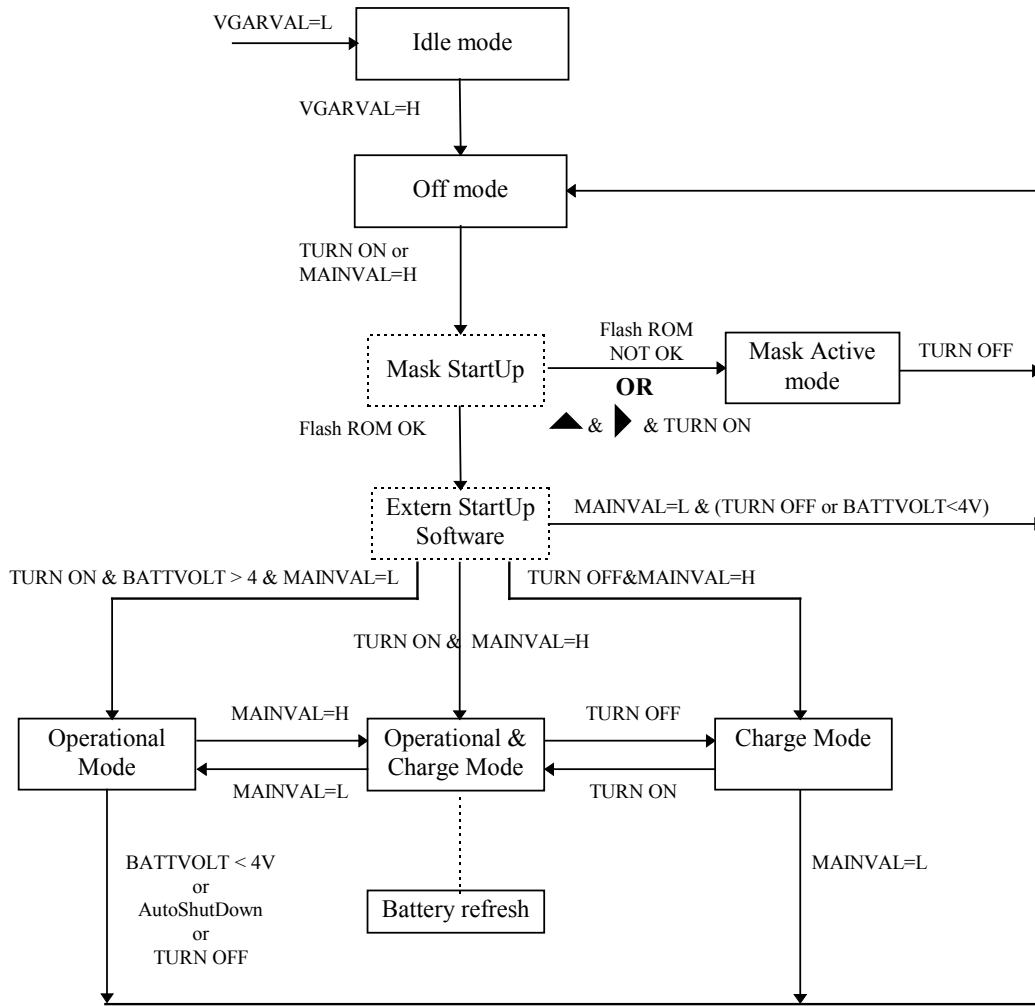 VGARVAL=L
Idle mode
VGARVAL=H
Off mode
TURN ON or
MAINVAL=H
Mask StartUp
Flash ROM
NOT OK
OR
& & TURN ON
Mask Active
mode
TURN OFF
Flash ROM OK
Extern StartUp
Software
MAINVAL=L & (TURN OFF or BATTVOLT<4V)
TURN ON & BATTVOLT > 4 & MAINVAL=L
TURN OFF&MAINVAL=H
TURN ON & MAINVAL=H
Operational
Mode
MAINVAL=H
MAINVAL=L
Operational &
Charge Mode
TURN OFF
TURN ON
Charge Mode
BATTVOLT < 4V
or
AutoShutDown
or
TURN OFF
Battery refresh
MAINVAL=L